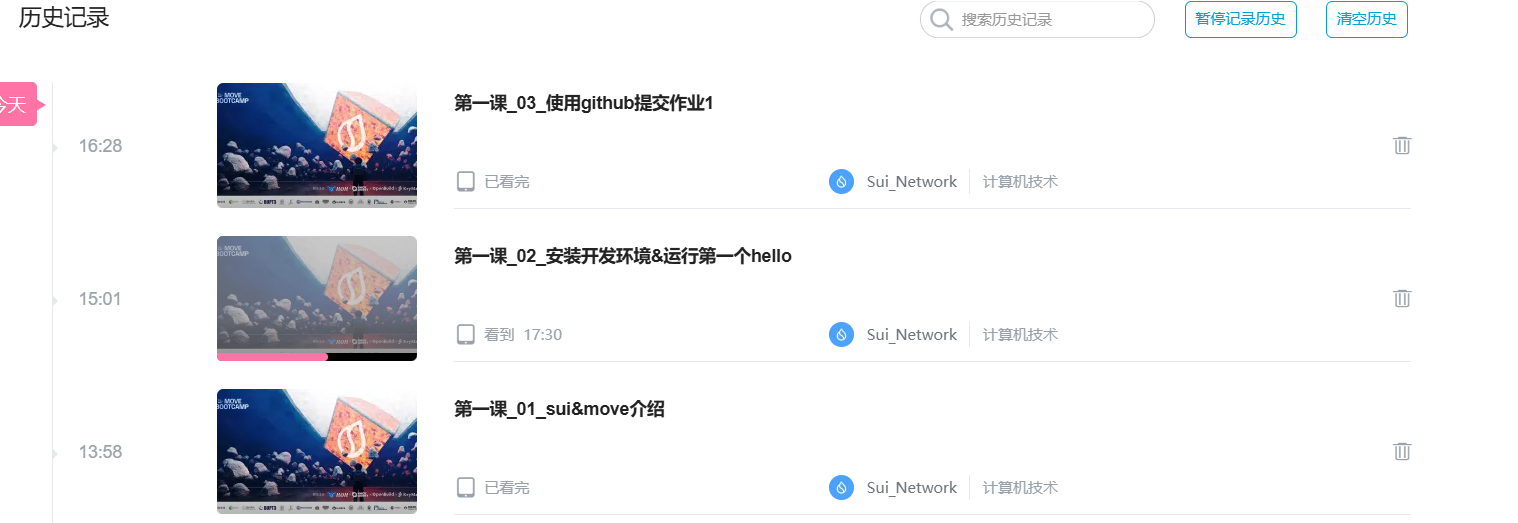 历史记录
搜索历史记录
暂停记录历史
清空历史
今天
16:28
MOVE
BOOTCAMP
第一课_03_使用github提交作业1
已看完
Sui_Network
计算机技术
15:01
MOVE
BOOTCAMP
第一课_02_安装开发环境&运行第一个hello
看到 17:30
Sui_Network
计算机技术
13:58
MOVE
BOOTCAMP
第一课_01_sui&move介绍
已看完
Sui_Network
计算机技术